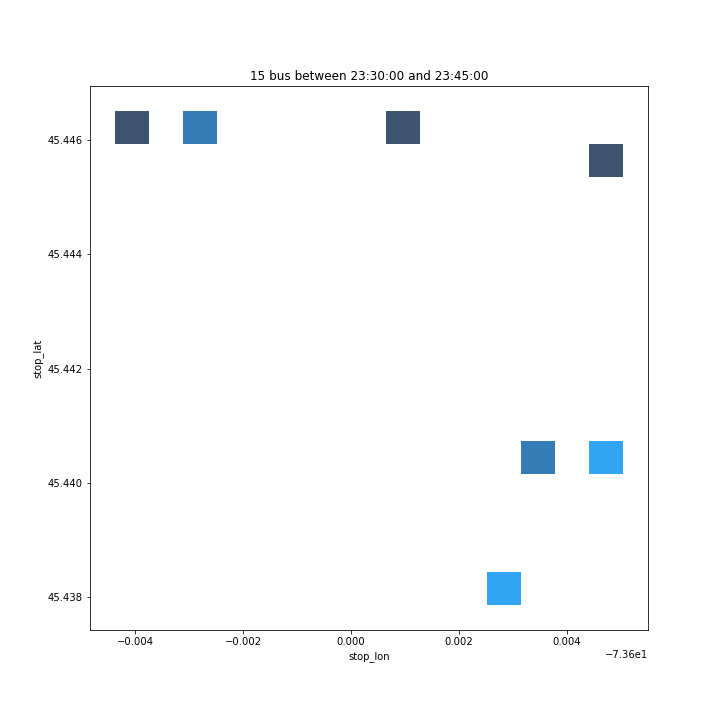 15 bus between 23:30:00 and 23:45:00
45.446
45.444
45.442
45.440
45.438
stop_lat
−0.004 −0.002 0.000 0.002 0.004
stop_lon
−7.36e1